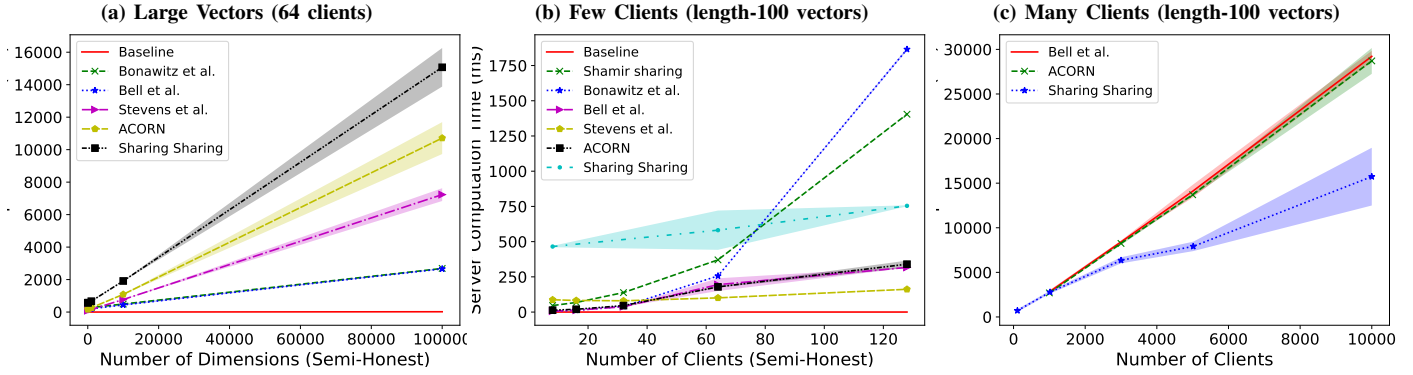 (a) Large Vectors (64 clients)
16000
14000
12000
10000
8000
6000
4000
2000
0
Baseline
Bonawitz et al.
Bell et al.
Stevens et al.
ACORN
Sharing Sharing
0 20000 40000 60000 80000 100000
Number of Dimensions (Semi-Honest)
(b) Few Clients (length-100 vectors)
Server Computation Time (ms)
1750
1500
1250
1000
750
500
250
0
Baseline
Shamir sharing
Bonawitz et al.
Bell et al.
Stevens et al.
ACORN
Sharing Sharing
20 40 60 80 100 120
Number of Clients (Semi-Honest)
(c) Many Clients (length-100 vectors)
30000
25000
20000
15000
10000
5000
0
Bell et al.
ACORN
Sharing Sharing
0 2000 4000 6000 8000 10000
Number of Clients